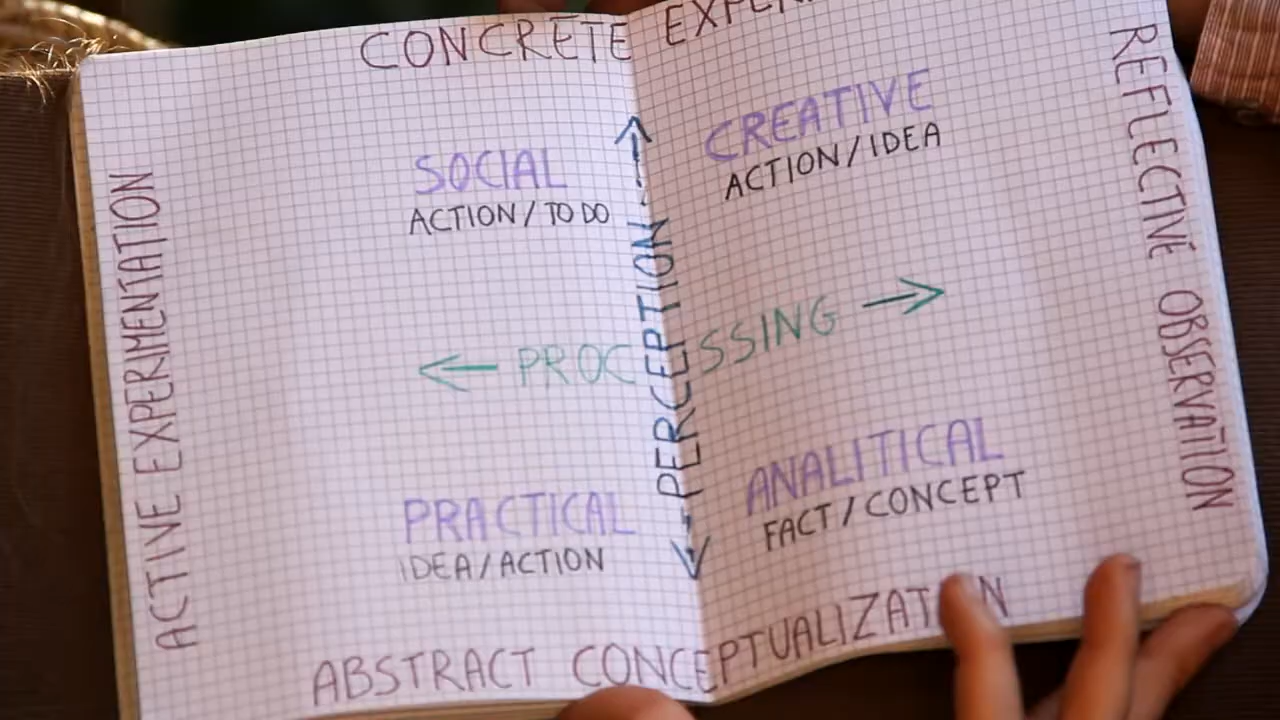 CONCRETE
SOCIAL
ACTION/TO DO
CREATIVE
ACTION/IDEA
PERCEPTION
PROCESSING
PRACTICAL
IDEA/ACTION
ANALITICAL
FACT/CONCEPT
ACTIVE EXPERIMENTATION
REFLECTIVE OBSERVATION
ABSTRACT CONCEPTUALIZATION